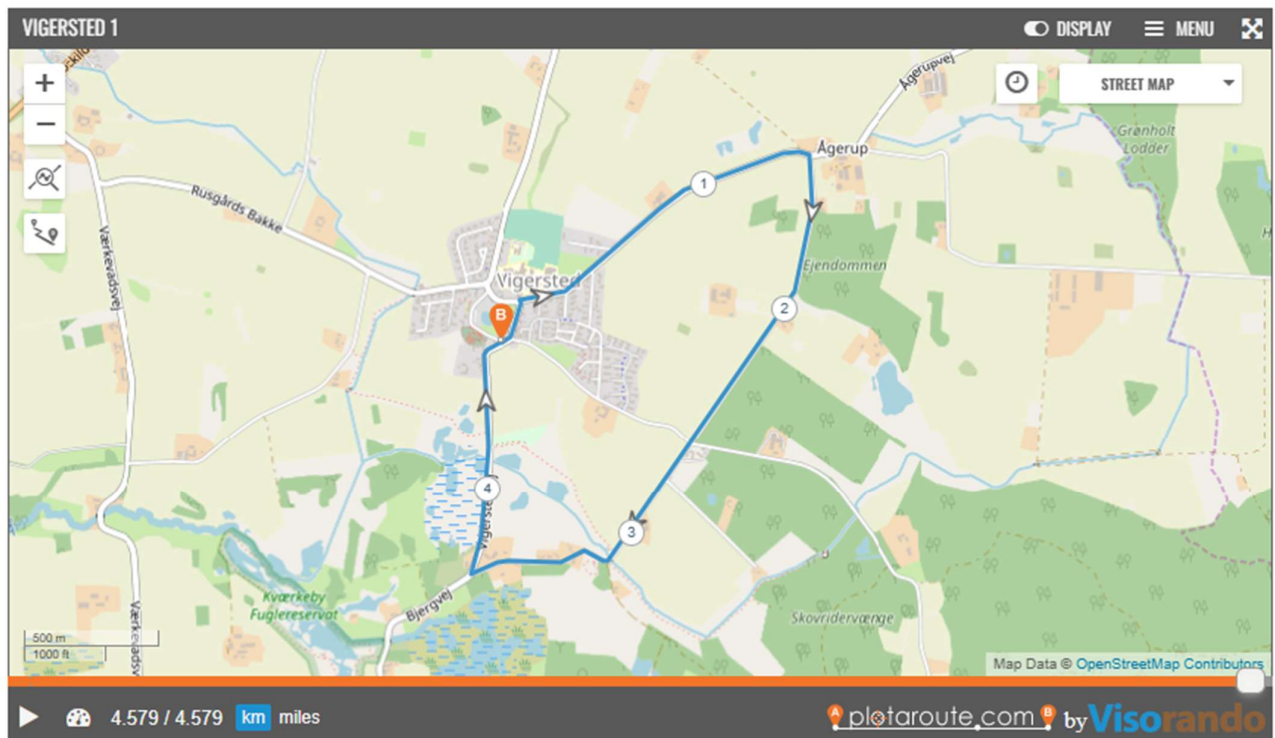 VIGERSTED 1
DISPLAY
MENU
+
−
STREET MAP
Ågerupvej
Grønholt
Lodder
Ågerup
1
Rusgårds Bakke
Værkevadsvej
Vigersted
Ejendommen
B
2
4
3
Kværkeby
Fuglereservat
Bjergvej
Skovridervænge
500 m
1000 ft
Map Data © OpenStreetMap Contributors
4.579 / 4.579 km miles
A plotaroute.com B by Visorando